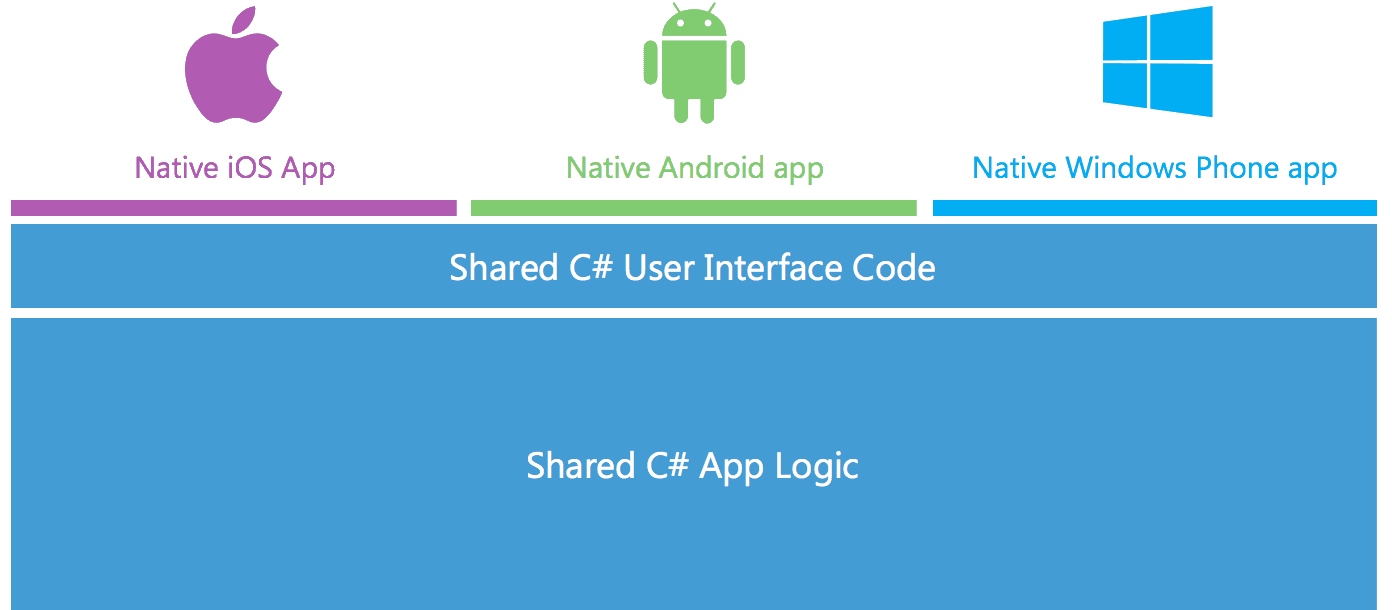 Native iOS App
Native Android app
Native Windows Phone app
Shared C# User Interface Code
Shared C# App Logic